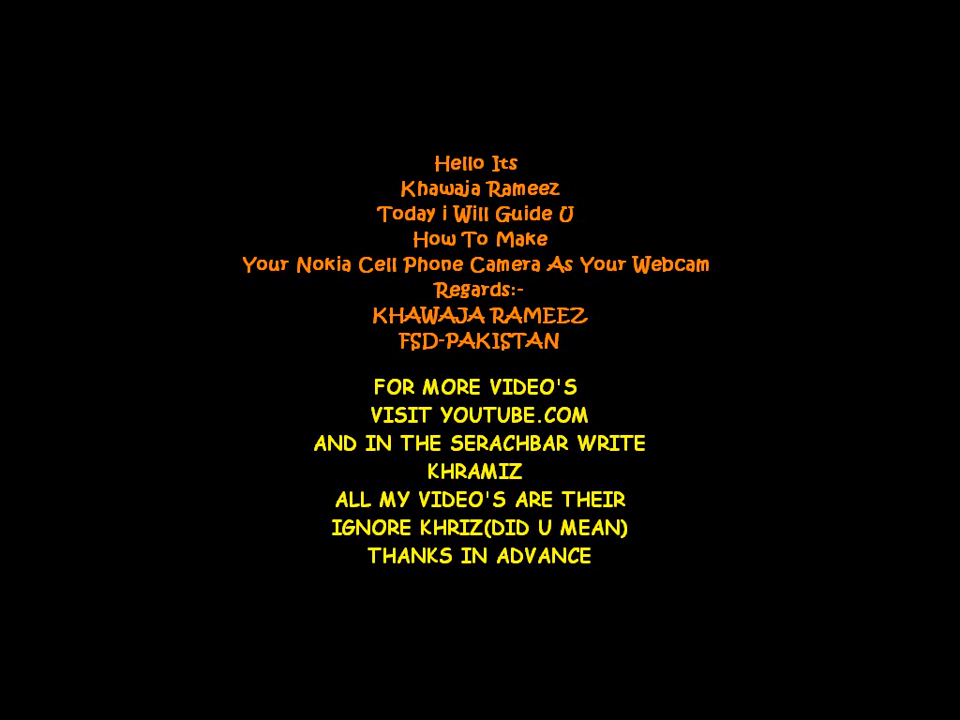 Hello Its
Khawaja Rameez
Today i Will Guide U
How To Make
Your Nokia Cell Phone Camera As Your Webcam
Regards:-
KHAWAJA RAMEEZ
FSD-PAKISTAN
FOR MORE VIDEO'S
VISIT YOUTUBE.COM
AND IN THE SERACHBAR WRITE
KHRAMIZ
ALL MY VIDEO'S ARE THEIR
IGNORE KHRIZ(DID U MEAN)
THANKS IN ADVANCE